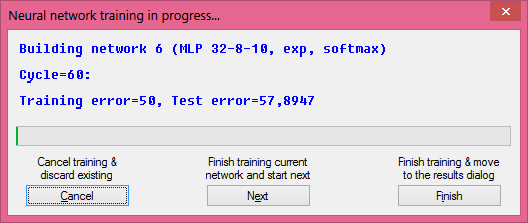 Neural network training in progress...
Building network 6 (MLP 32-8-10, exp, softmax)
Cycle=60:
Training error=50, Test error=57,8947
Cancel training &
discard existing
Finish training current
network and start next
Finish training & move
to the results dialog
Cancel
Next
Finish